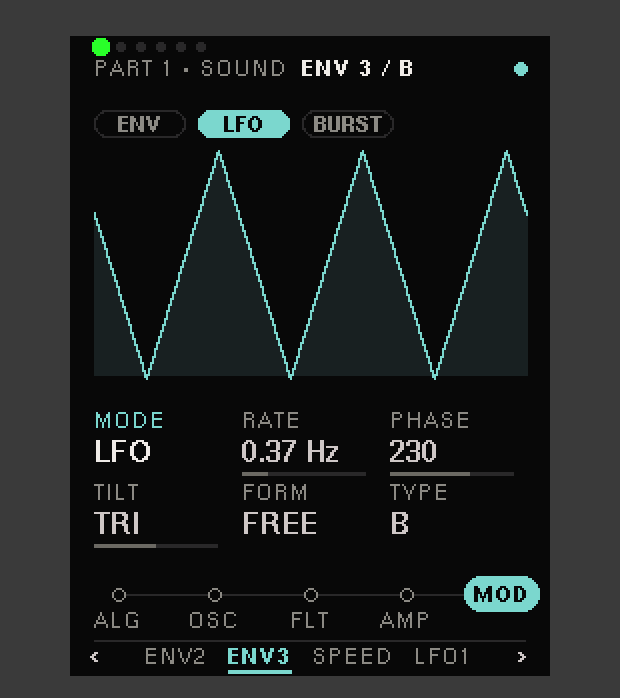 PART 1 · SOUND ENV 3 / B
ENV LFO BURST
MODE RATE PHASE
LFO 0.37 Hz 230
TILT FORM TYPE
TRI FREE B
MOD
ALG OSC FLT AMP
< ENV2 ENV3 SPEED LFO1 >